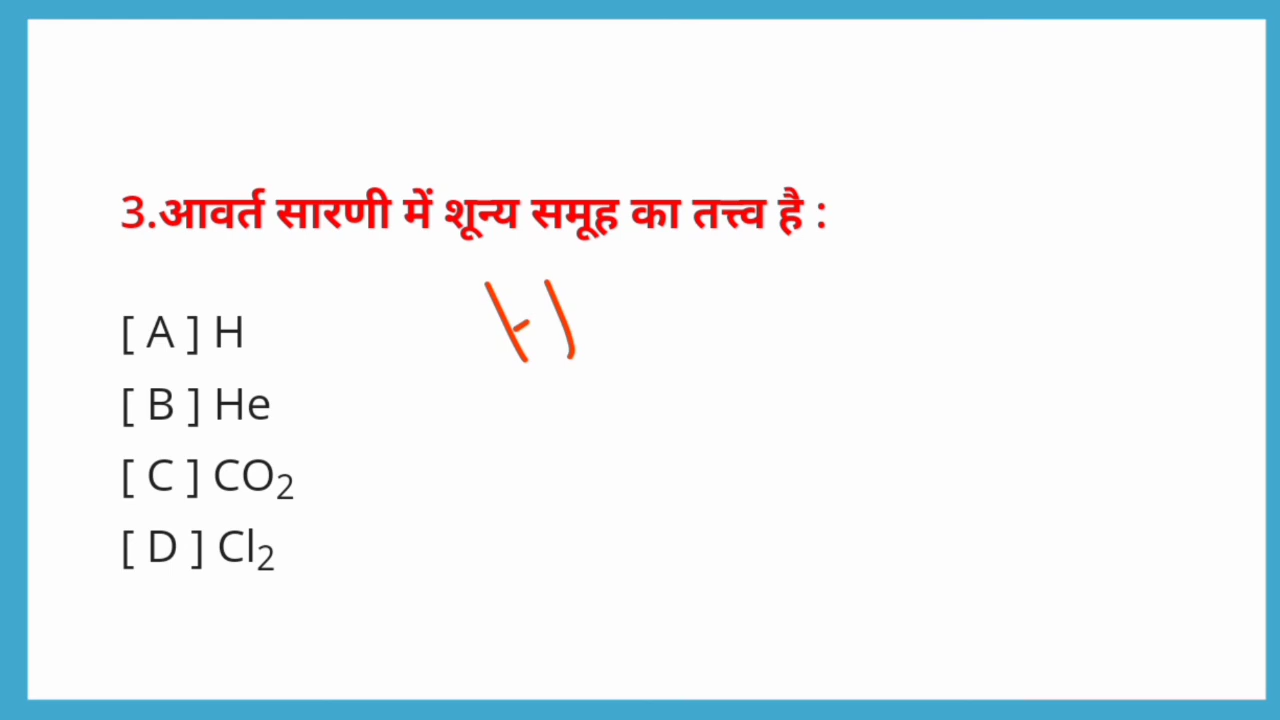 3.आवर्त सारणी में शून्य समूह का तत्त्व है :
[ A ] H
[ B ] He
[ C ] CO₂
[ D ] Cl₂